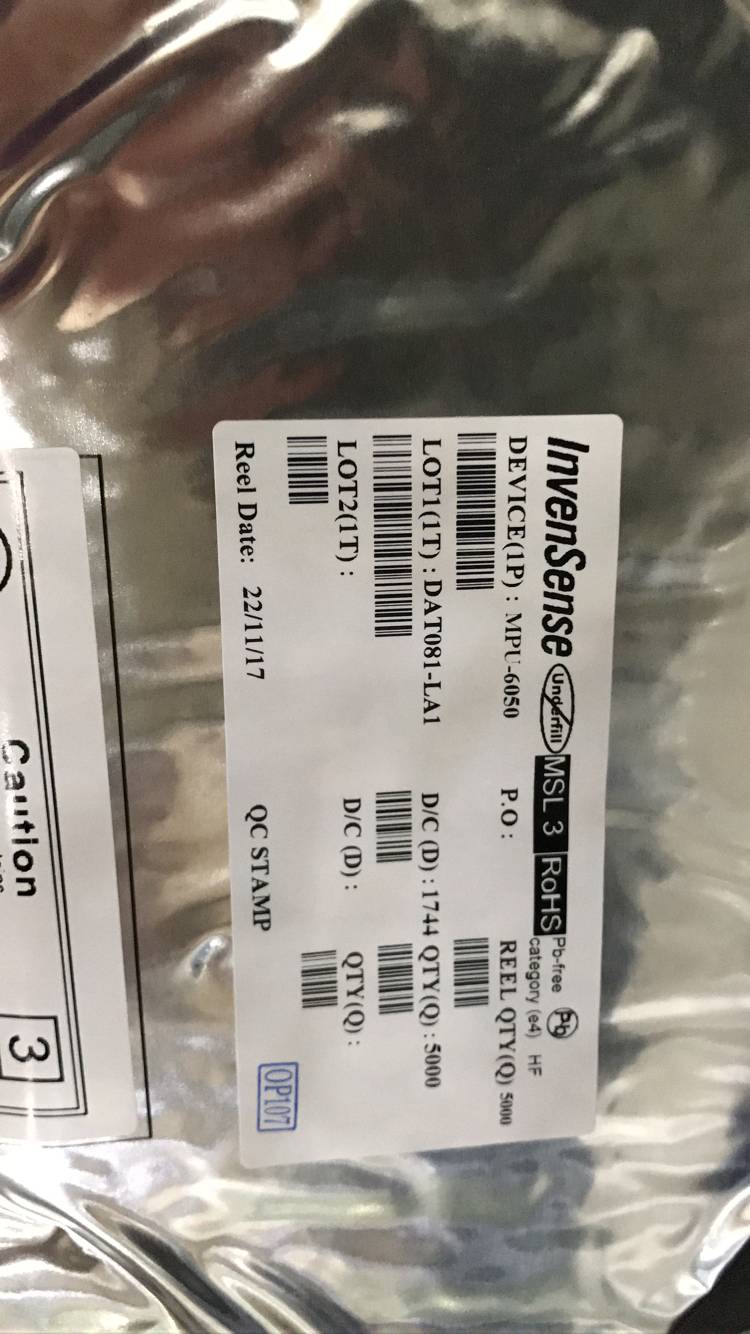 InvenSense Underfill MSL 3 RoHS Pb-free category (e4) Pb HF
DEVICE(1P) : MPU-6050 P.O : REEL QTY(Q) 5000
LOT1(1T) : DAT081-LA1 D/C (D) : 1744 QTY(Q) : 5000
LOT2(1T) : D/C (D) : QTY(Q) :
Reel Date: 22/11/17 QC STAMP OP107
Caution
3